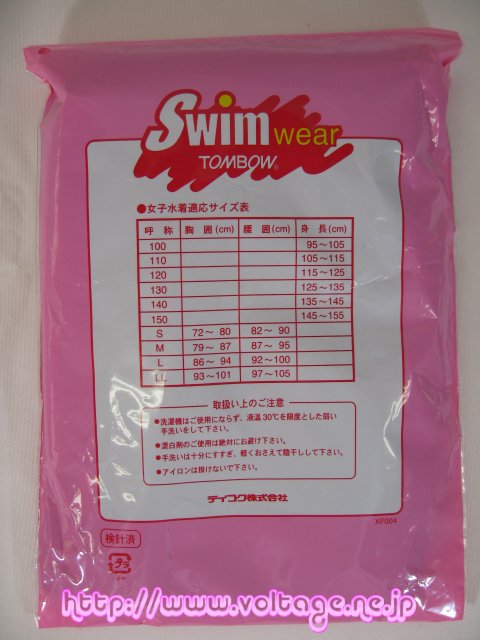 Swim wear
TOMBOW®
●女子水着適応サイズ表
呼 称 胸 囲 (cm) 腰 囲 (cm) 身 長 (cm)
100 95～105
110 105～115
120 115～125
130 125～135
140 135～145
150 145～155
S 72～ 80 82～ 90
M 79～ 87 87～ 95
L 86～ 94 92～100
LL 93～101 97～105
取扱い上のご注意
●洗濯機はご使用にならず、液温30℃を限度とした弱い
手洗いをして下さい。
●漂白剤のご使用は絶対にお避け下さい。
●手洗いは十分にすすぎ、軽くおさえて陰干しして下さい。
●アイロンは掛けないで下さい。
テイコク株式会社
XF004
検針済
プラ
http://www.voltage.ne.jp